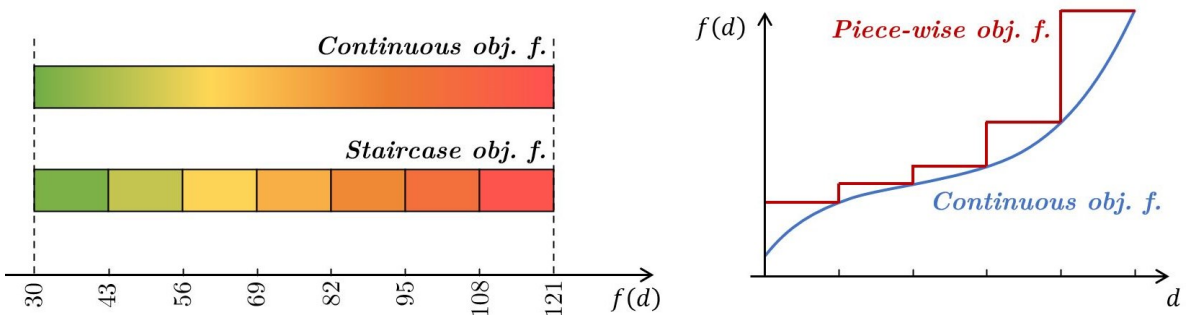 Continuous obj. f.
Staircase obj. f.
30 43 56 69 82 95 108 121
f(d)
f(d)
Piece-wise obj. f.
Continuous obj. f.
d